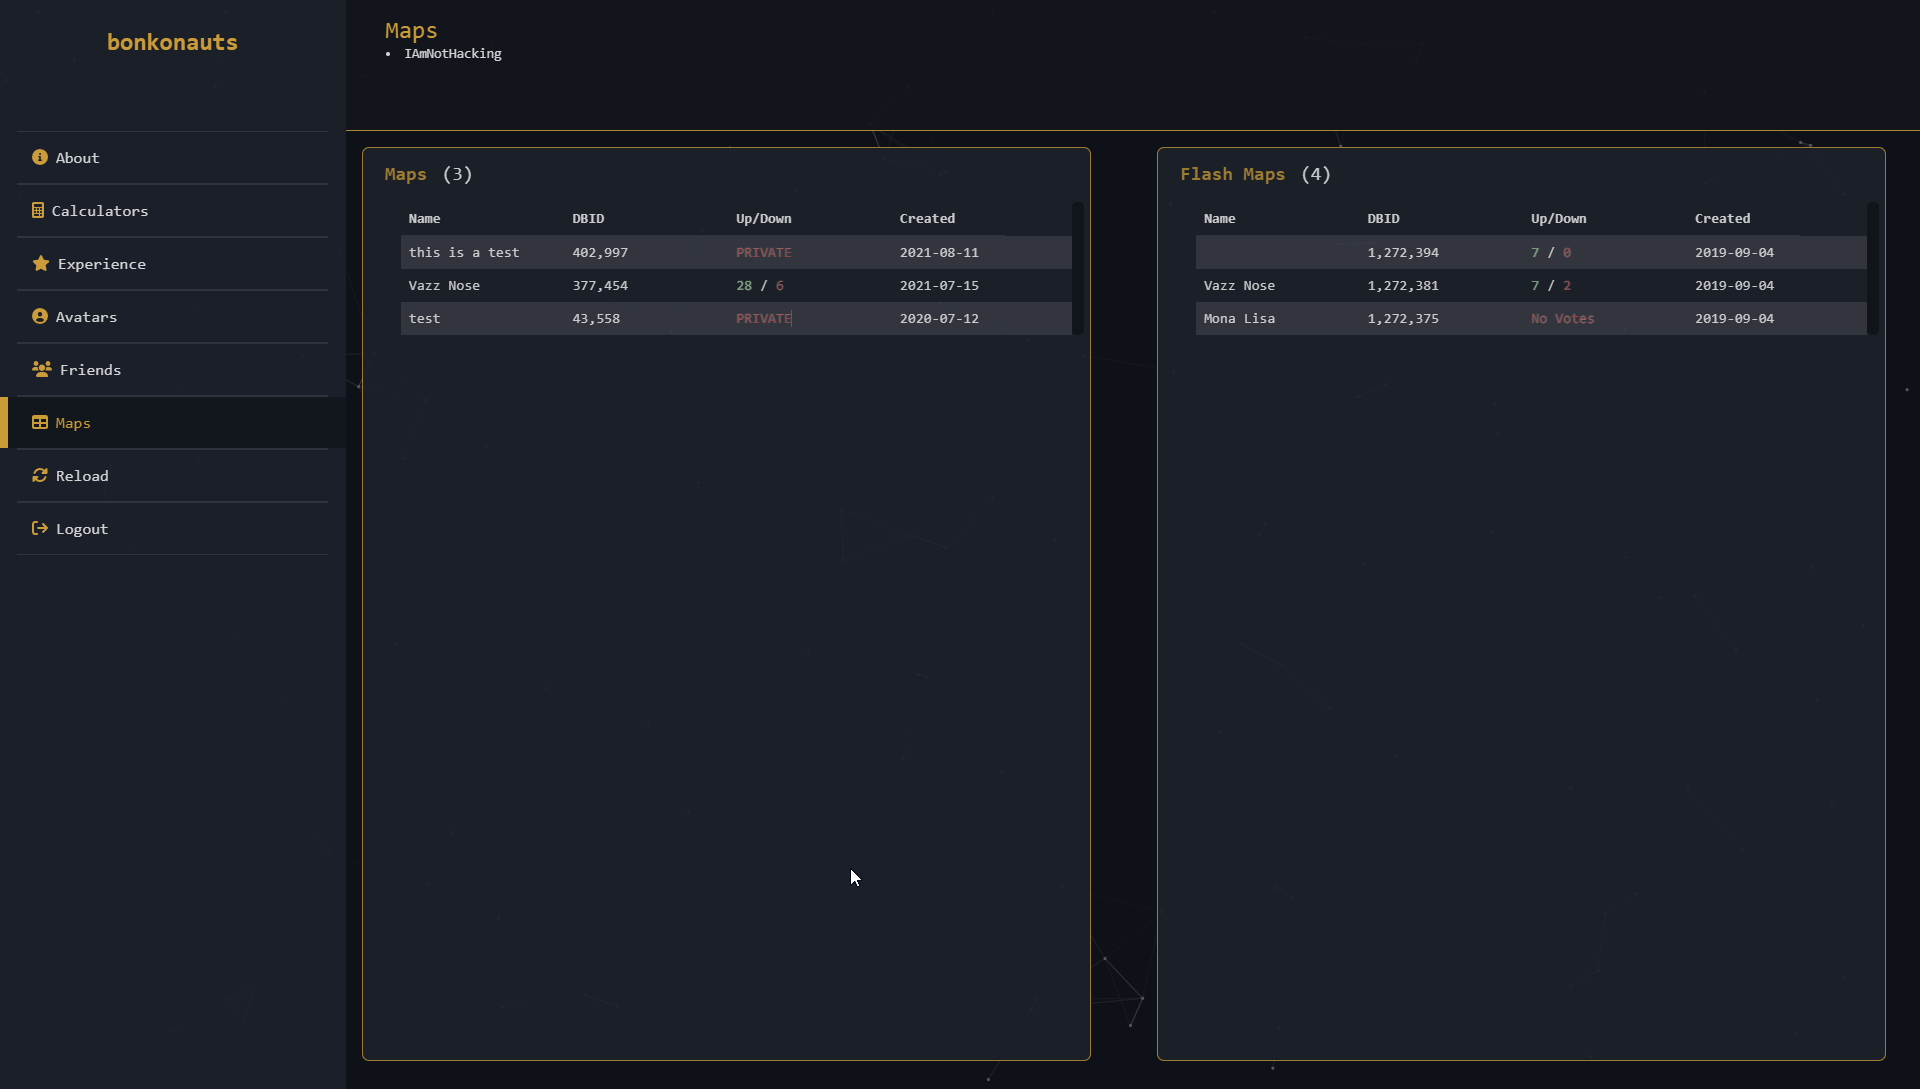 bonkonauts
About
Calculators
Experience
Avatars
Friends
Maps
Reload
Logout
Maps
• IAmNotHacking
Maps (3)
Name DBID Up/Down Created
this is a test 402,997 PRIVATE 2021-08-11
Vazz Nose 377,454 28 / 6 2021-07-15
test 43,558 PRIVATE 2020-07-12
Flash Maps (4)
Name DBID Up/Down Created
1,272,394 7 / 0 2019-09-04
Vazz Nose 1,272,381 7 / 2 2019-09-04
Mona Lisa 1,272,375 No Votes 2019-09-04